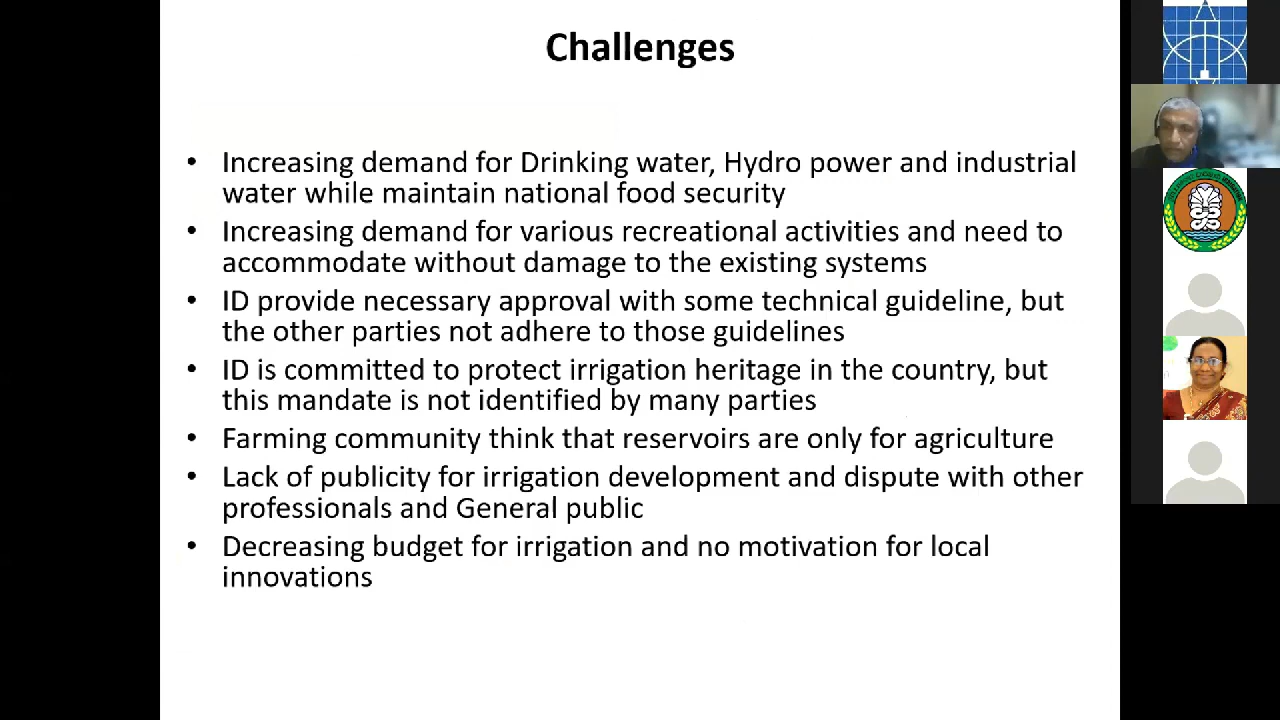 Challenges
• Increasing demand for Drinking water, Hydro power and industrial
water while maintain national food security
• Increasing demand for various recreational activities and need to
accommodate without damage to the existing systems
• ID provide necessary approval with some technical guideline, but
the other parties not adhere to those guidelines
• ID is committed to protect irrigation heritage in the country, but
this mandate is not identified by many parties
• Farming community think that reservoirs are only for agriculture
• Lack of publicity for irrigation development and dispute with other
professionals and General public
• Decreasing budget for irrigation and no motivation for local
innovations